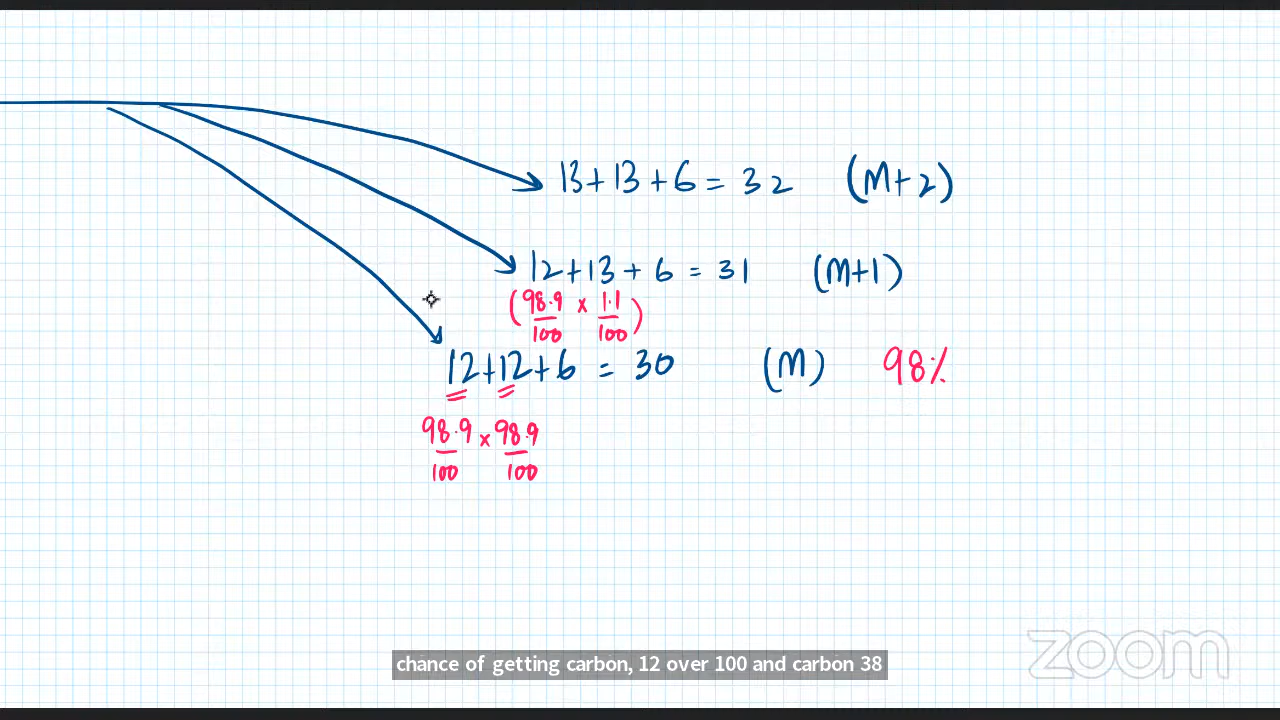 13+13+6 = 32 (M+2)
12+13+6 = 31 (M+1)
(98.9/100 × 1.1/100)
12+12+6 = 30 (M) 98%
98.9/100 × 98.9/100
chance of getting carbon, 12 over 100 and carbon 38
zoom